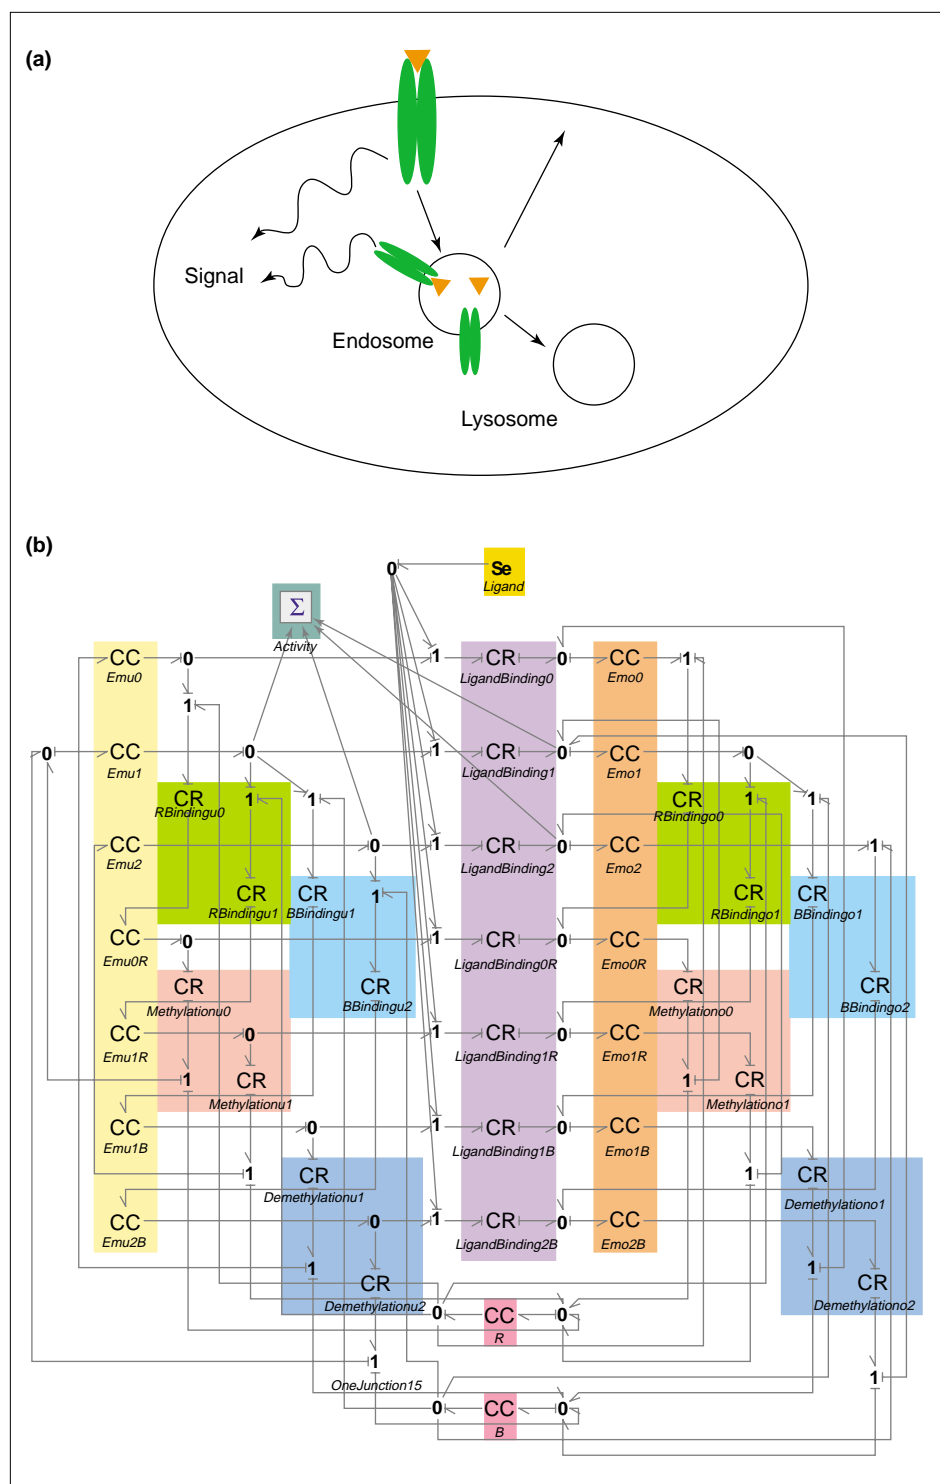 (a)
Signal
Endosome
Lysosome
(b)
0 Se
Ligand
Σ
Activity
CC 0 1 CR 0 CC 1
Emu0 LigandBinding0 Emo0
1
0 CC 0 1 CR 0 CC 0
Emu1 LigandBinding1 Emo1
CR 1 1 CR 1 1
RBindingu0 RBindingo0
CC 0 1 CR 0 CC 1
Emu2 LigandBinding2 Emo2
CR CR 1 CR CR
RBindingu1 BBindingu1 RBindingo1 BBindingo1
CC 0 1 CR 0 CC
Emu0R LigandBinding0R Emo0R
CR CR CR CR
Methylationu0 BBindingu2 Methylationo0 BBindingo2
CC 0 1 CR 0 CC
Emu1R LigandBinding1R Emo1R
1 CR 1 CR
Methylationu1 Methylationo1
CC 0 1 CR 0 CC
Emu1B LigandBinding1B Emo1B
1 CR 1 CR
Demethylationu1 Demethylationo1
CC 0 1 CR 0 CC
Emu2B LigandBinding2B Emo2B
1 CR 1 CR
Demethylationu2 Demethylationo2
0 CC 0
R
1 1
OneJunction15
0 CC 0
B